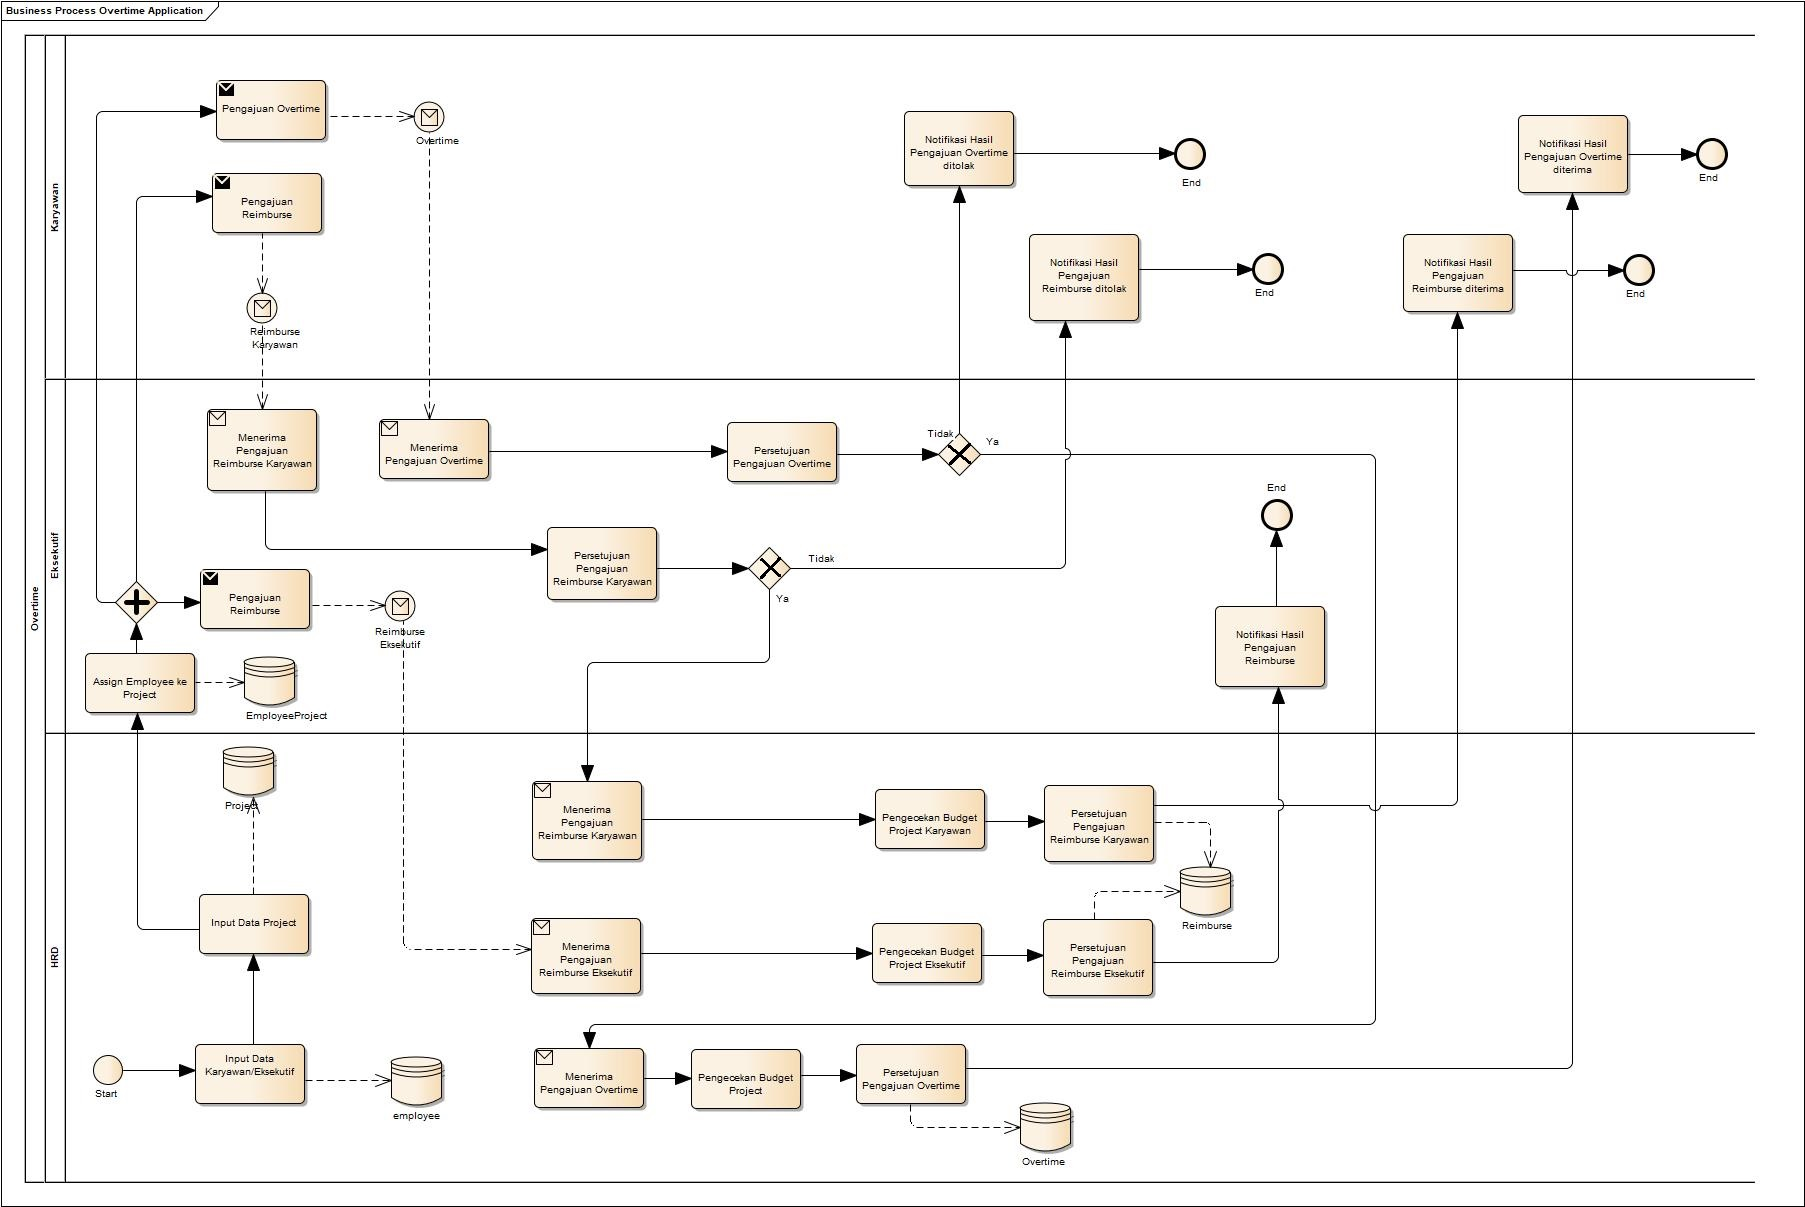 Business Process Overtime Application
Overtime
Karyawan
Pengajuan Overtime
Overtime
Pengajuan
Reimburse
Reimburse
Karyawan
Notifikasi Hasil
Pengajuan Overtime
ditolak
End
Notifikasi Hasil
Pengajuan
Reimburse ditolak
End
Notifikasi Hasil
Pengajuan Overtime
diterima
End
Notifikasi Hasil
Pengajuan
Reimburse diterima
End
Eksekutif
Menerima
Pengajuan
Reimburse Karyawan
Menerima
Pengajuan Overtime
Persetujuan
Pengajuan Overtime
Tidak
Ya
Persetujuan
Pengajuan
Reimburse Karyawan
Tidak
Ya
End
Notifikasi Hasil
Pengajuan
Reimburse
Pengajuan
Reimburse
Reimburse
Eksekutif
Assign Employee ke
Project
EmployeeProject
HRD
Project
Input Data Project
Menerima
Pengajuan
Reimburse Karyawan
Pengecekan Budget
Project Karyawan
Persetujuan
Pengajuan
Reimburse Karyawan
Reimburse
Menerima
Pengajuan
Reimburse Eksekutif
Pengecekan Budget
Project Eksekutif
Persetujuan
Pengajuan
Reimburse Eksekutif
Start
Input Data
Karyawan/Eksekutif
employee
Menerima
Pengajuan Overtime
Pengecekan Budget
Project
Persetujuan
Pengajuan Overtime
Overtime